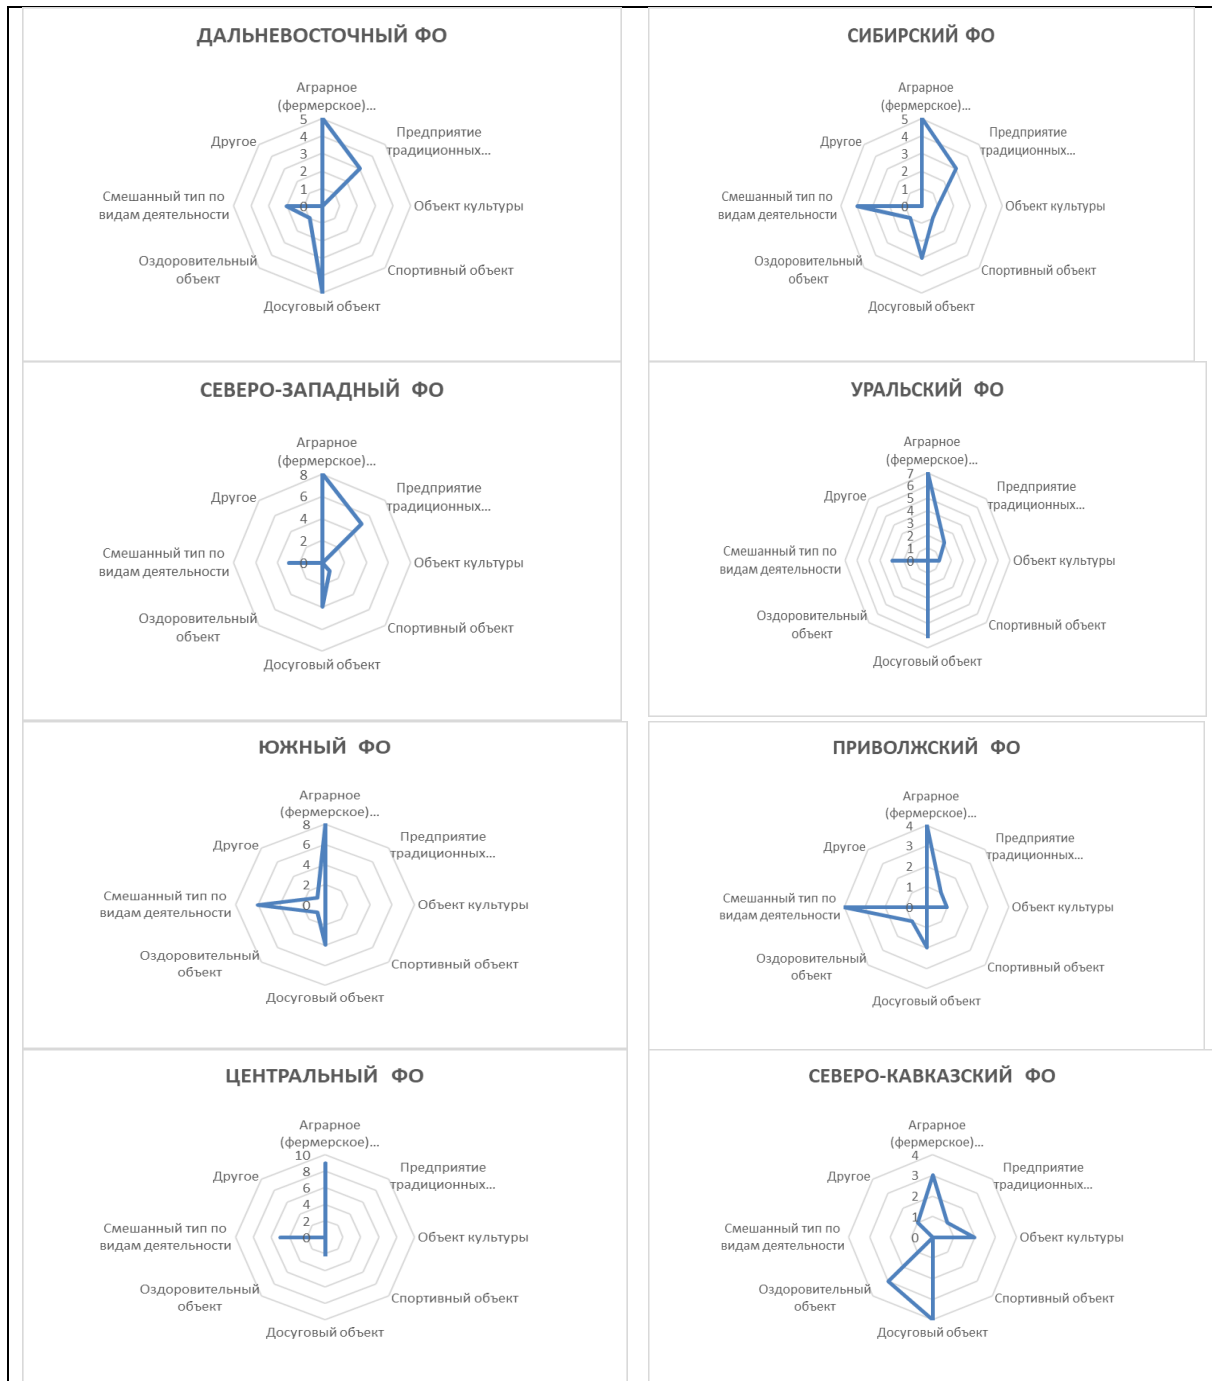 ДАЛЬНЕВОСТОЧНЫЙ ФО
Аграрное
(фермерское)...
5
4
3
2
1
0
Предприятие
традиционных...
Объект культуры
Спортивный объект
Досуговый объект
Оздоровительный
объект
Смешанный тип по
видам деятельности
Другое
СИБИРСКИЙ ФО
Аграрное
(фермерское)...
5
4
3
2
1
0
Предприятие
традиционных...
Объект культуры
Спортивный объект
Досуговый объект
Оздоровительный
объект
Смешанный тип по
видам деятельности
Другое
СЕВЕРО-ЗАПАДНЫЙ ФО
Аграрное
(фермерское)...
8
6
4
2
0
Предприятие
традиционных...
Объект культуры
Спортивный объект
Досуговый объект
Оздоровительный
объект
Смешанный тип по
видам деятельности
Другое
УРАЛЬСКИЙ ФО
Аграрное
(фермерское)...
7
6
5
4
3
2
1
0
Предприятие
традиционных...
Объект культуры
Спортивный объект
Досуговый объект
Оздоровительный
объект
Смешанный тип по
видам деятельности
Другое
ЮЖНЫЙ ФО
Аграрное
(фермерское)...
8
6
4
2
0
Предприятие
традиционных...
Объект культуры
Спортивный объект
Досуговый объект
Оздоровительный
объект
Смешанный тип по
видам деятельности
Другое
ПРИВОЛЖСКИЙ ФО
Аграрное
(фермерское)...
4
3
2
1
0
Предприятие
традиционных...
Объект культуры
Спортивный объект
Досуговый объект
Оздоровительный
объект
Смешанный тип по
видам деятельности
Другое
ЦЕНТРАЛЬНЫЙ ФО
Аграрное
(фермерское)...
10
8
6
4
2
0
Предприятие
традиционных...
Объект культуры
Спортивный объект
Досуговый объект
Оздоровительный
объект
Смешанный тип по
видам деятельности
Другое
СЕВЕРО-КАВКАЗСКИЙ ФО
Аграрное
(фермерское)...
4
3
2
1
0
Предприятие
традиционных...
Объект культуры
Спортивный объект
Досуговый объект
Оздоровительный
объект
Смешанный тип по
видам деятельности
Другое